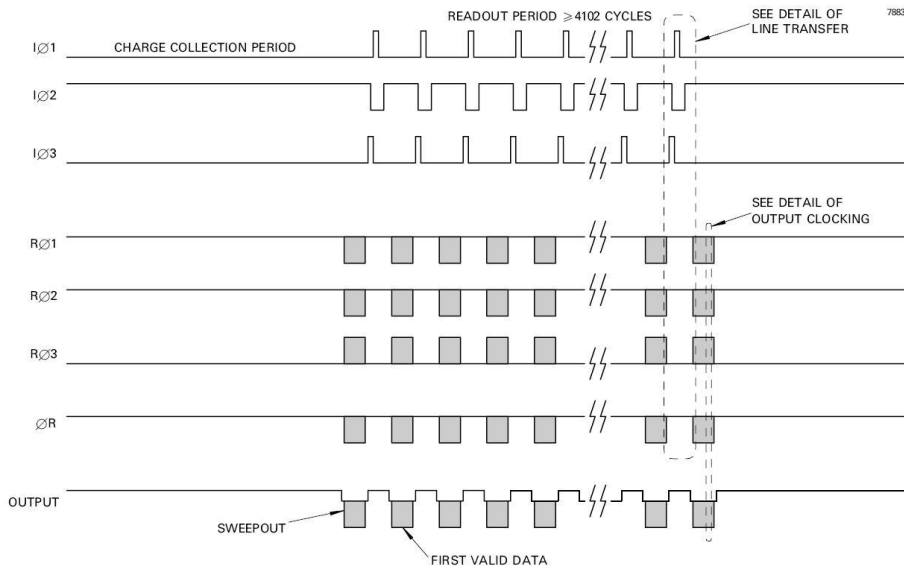 READOUT PERIOD ⩾4102 CYCLES
SEE DETAIL OF
LINE TRANSFER
7883
IØ1
CHARGE COLLECTION PERIOD
IØ2
IØ3
SEE DETAIL OF
OUTPUT CLOCKING
RØ1
RØ2
RØ3
ØR
OUTPUT
SWEEPOUT
FIRST VALID DATA